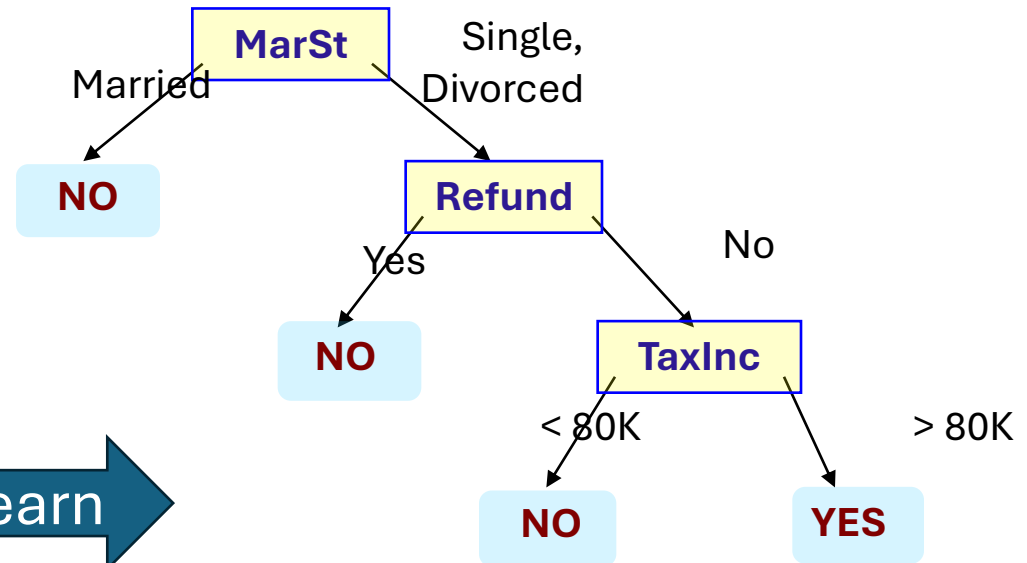 MarSt
Single,
Married
Divorced
NO
Refund
Yes
No
NO
TaxInc
< 80K
> 80K
earn
NO
YES